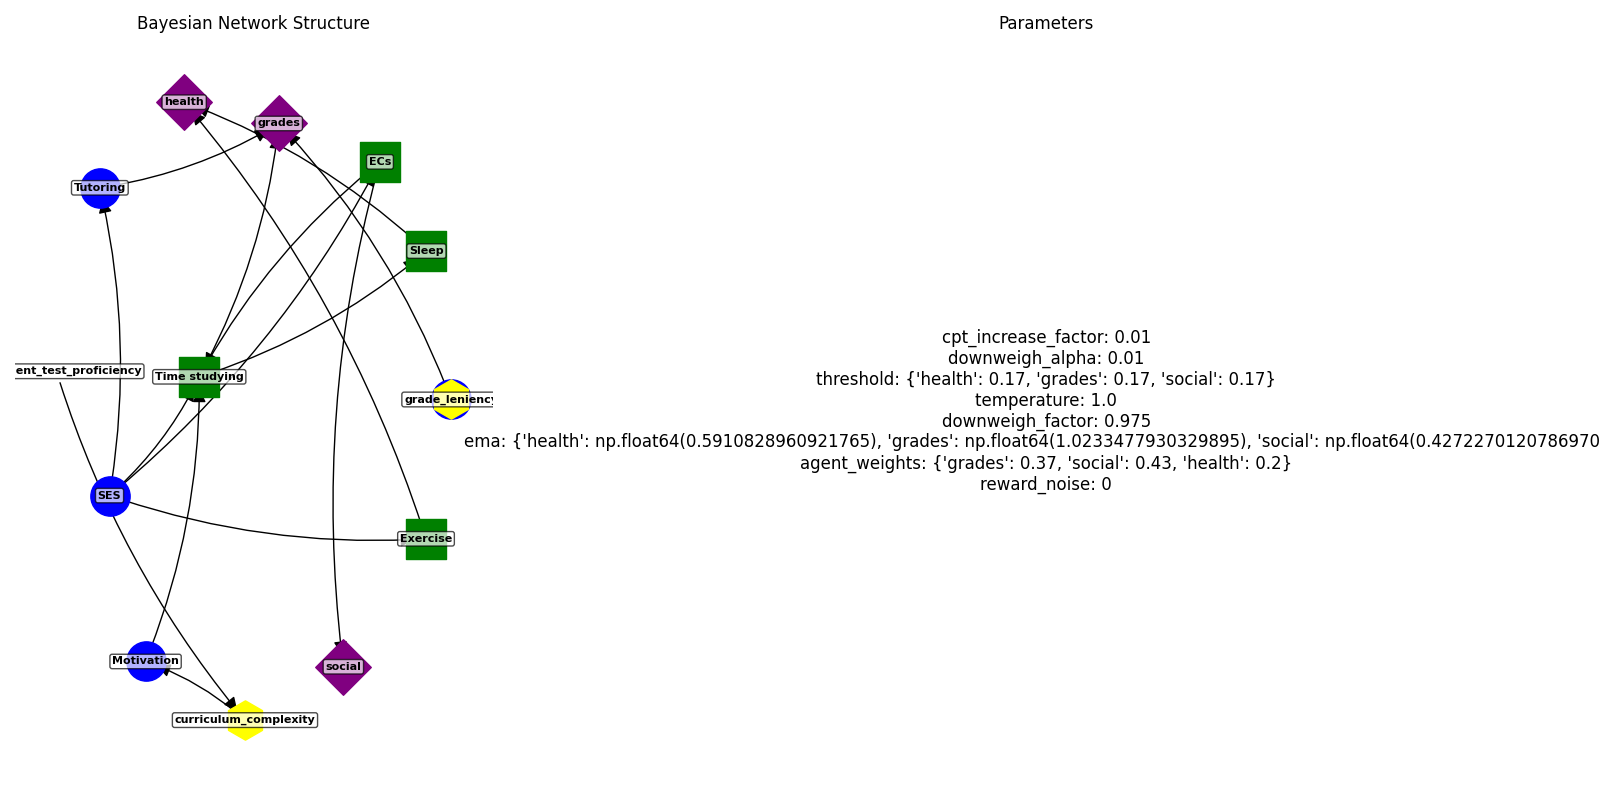 Bayesian Network Structure
Parameters
health
grades
ECs
Tutoring
Sleep
ent_test_proficiency
Time studying
grade_leniency
SES
Exercise
Motivation
social
curriculum_complexity
cpt_increase_factor: 0.01
downweigh_alpha: 0.01
threshold: {'health': 0.17, 'grades': 0.17, 'social': 0.17}
temperature: 1.0
downweigh_factor: 0.975
ema: {'health': np.float64(0.5910828960921765), 'grades': np.float64(1.0233477930329895), 'social': np.float64(0.4272270120786970
agent_weights: {'grades': 0.37, 'social': 0.43, 'health': 0.2}
reward_noise: 0